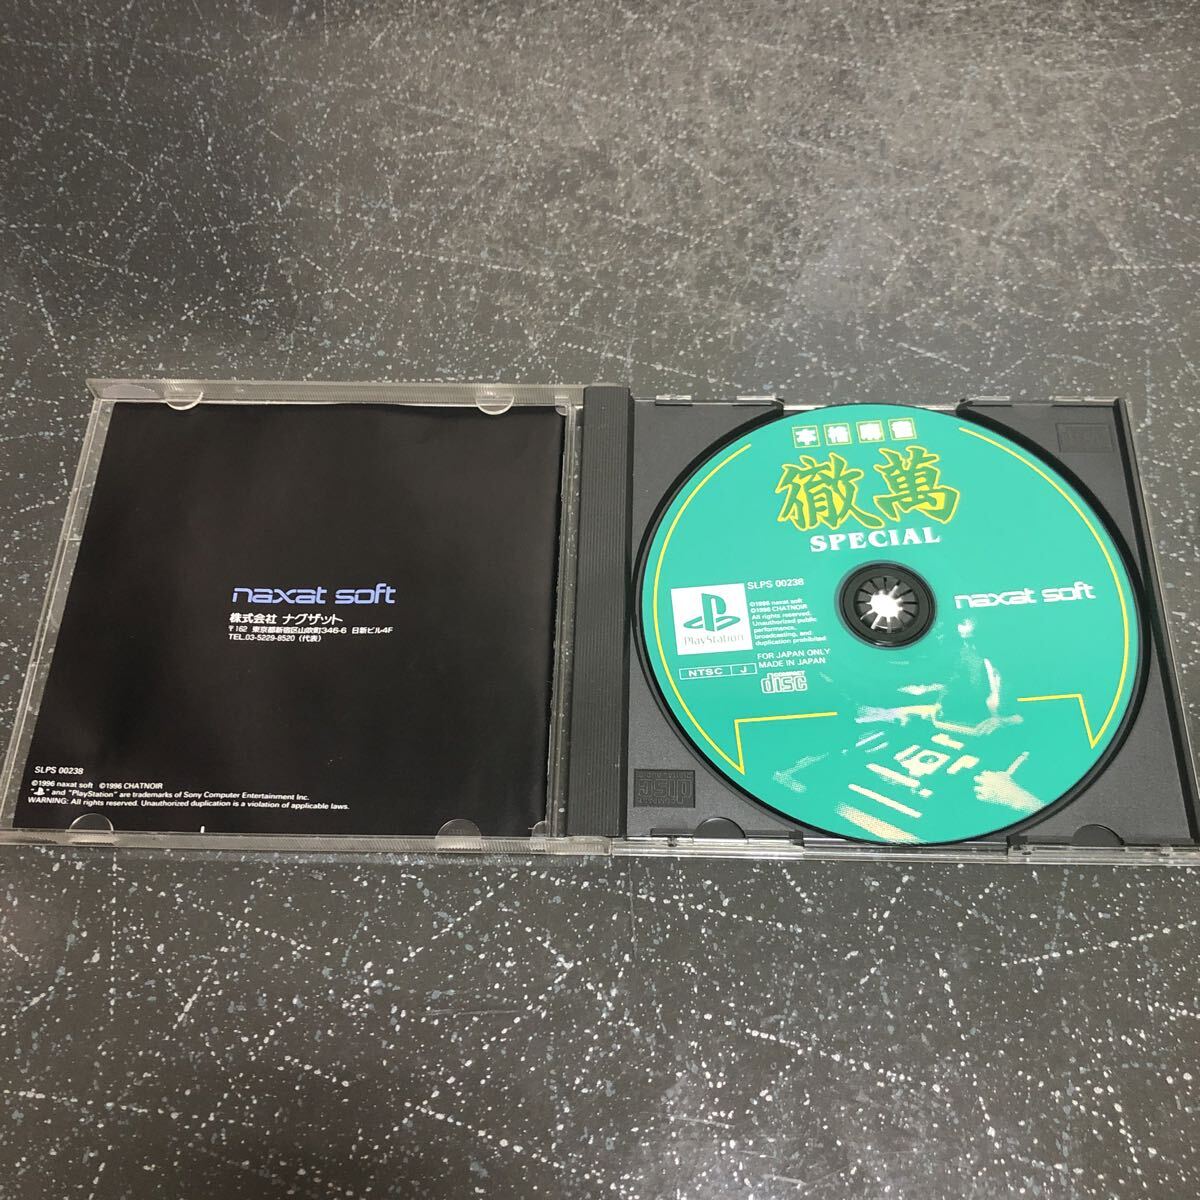 naxat soft
株式会社 ナグザット
〒162 東京都新宿区山吹町346-6 日新ビル4F
TEL.03-5229-8520 (代表)
SLPS 00238
©1996 naxat soft ©1996 CHATNOIR
" " and "PlayStation" are trademarks of Sony Computer Entertainment Inc.
WARNING: All rights reserved. Unauthorized duplication is a violation of applicable laws.
本格麻雀
徹萬
SPECIAL
SLPS 00238
©1996 naxat soft
©1996 CHATNOIR
All rights reserved.
Unauthorized public
performance,
broadcasting, and
duplication prohibited
PlayStation
FOR JAPAN ONLY
MADE IN JAPAN
NTSC J
COMPACT
disc
naxat soft